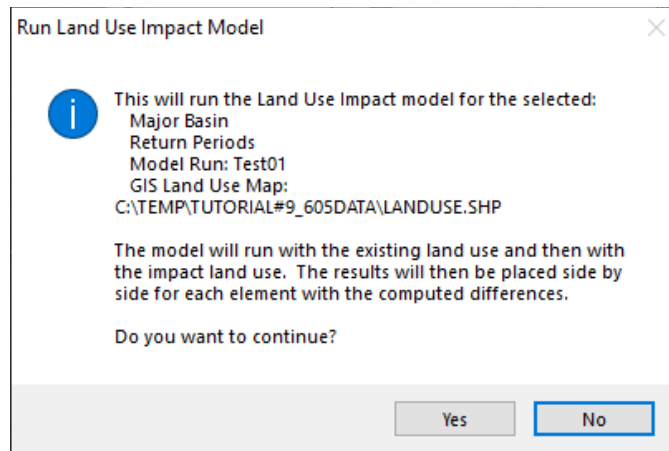 Run Land Use Impact Model
This will run the Land Use Impact model for the selected:
Major Basin
Return Periods
Model Run: Test01
GIS Land Use Map:
C:\TEMP\TUTORIAL#9_605DATA\LANDUSE.SHP
The model will run with the existing land use and then with
the impact land use.  The results will then be placed side by
side for each element with the computed differences.
Do you want to continue?
Yes
No